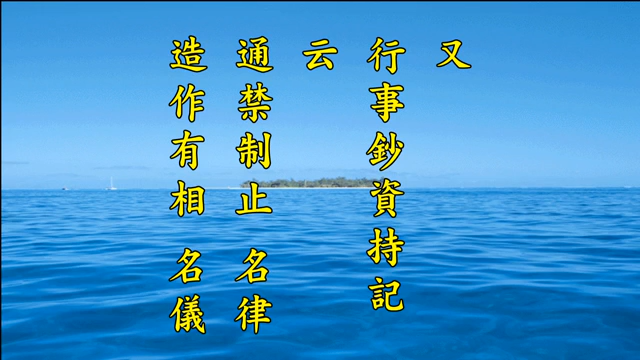 又
行事鈔資持記
云
通禁制止 名律
造作有相 名儀